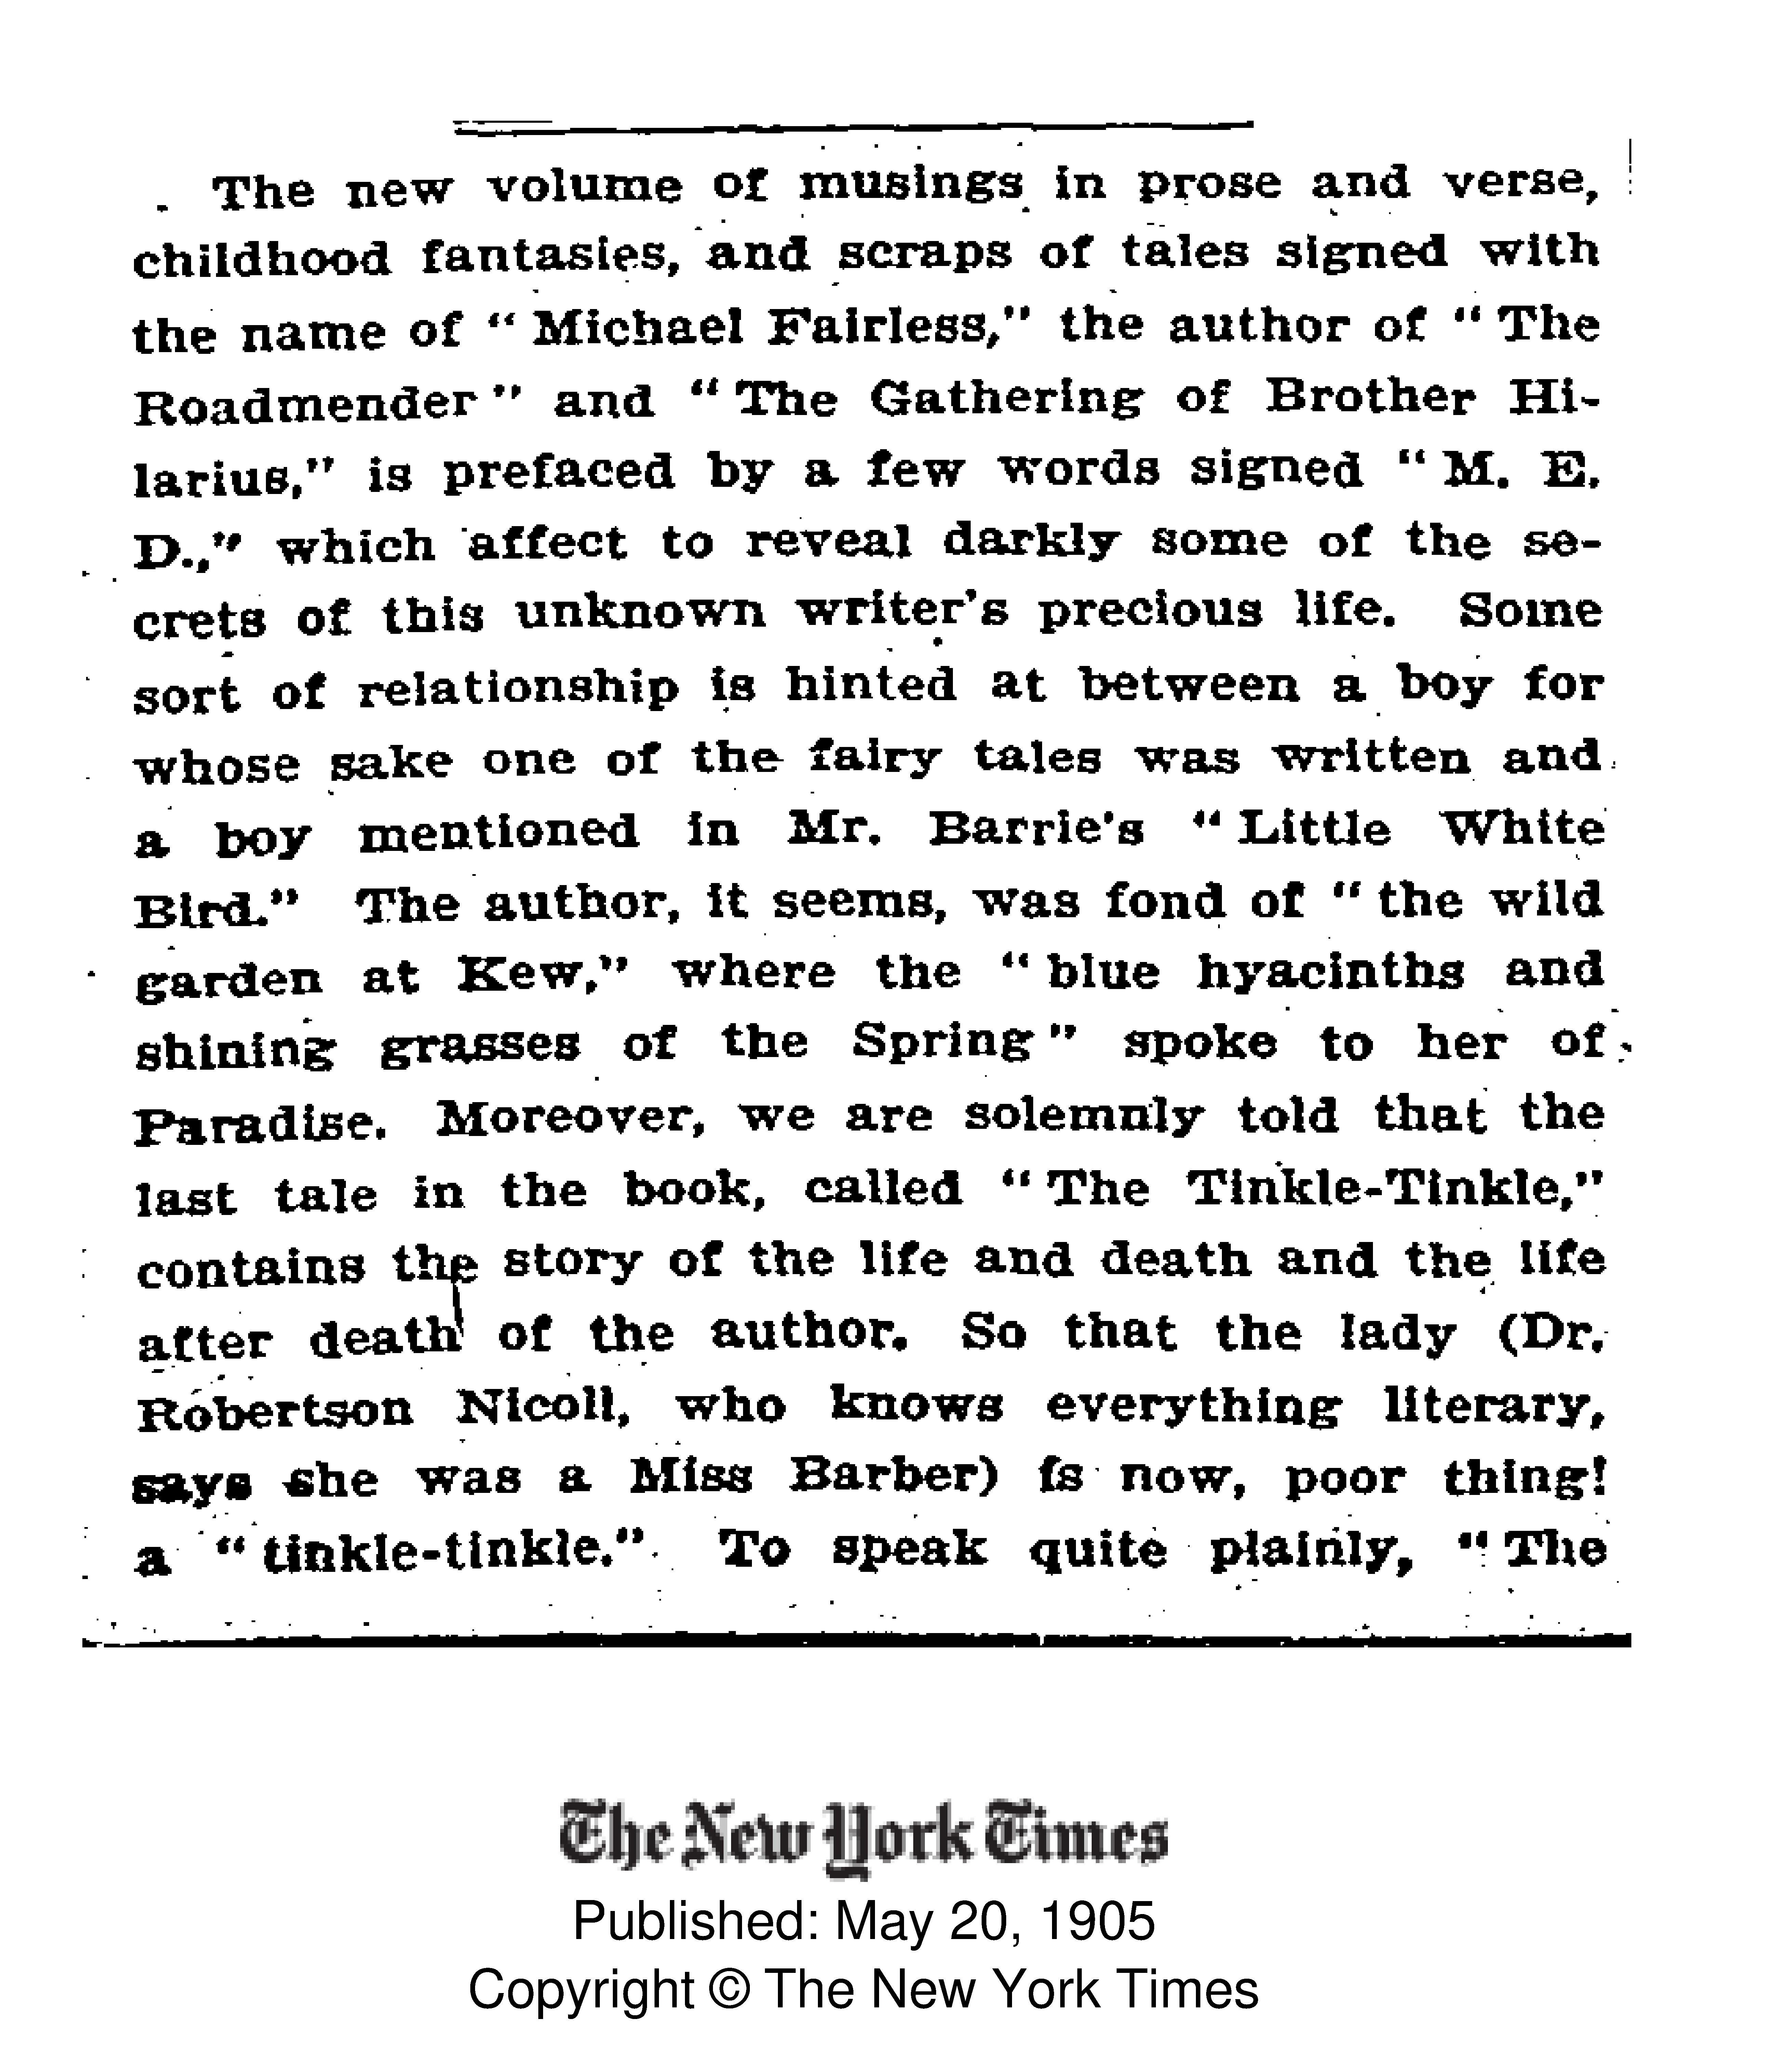 The new volume of musings in prose and verse,
childhood fantasies, and scraps of tales signed with
the name of "Michael Fairless," the author of "The
Roadmender" and "The Gathering of Brother Hi-
larius," is prefaced by a few words signed "M. E.
D.," which affect to reveal darkly some of the se-
crets of this unknown writer's precious life. Some
sort of relationship is hinted at between a boy for
whose sake one of the fairy tales was written and
a boy mentioned in Mr. Barrie's "Little White
Bird." The author, it seems, was fond of "the wild
garden at Kew," where the "blue hyacinths and
shining grasses of the Spring" spoke to her of
Paradise. Moreover, we are solemnly told that the
last tale in the book, called "The Tinkle-Tinkle,"
contains the story of the life and death and the life
after death of the author. So that the lady (Dr.
Robertson Nicoll, who knows everything literary,
says she was a Miss Barber) is now, poor thing!
a "tinkle-tinkle." To speak quite plainly, "The
The New York Times
Published: May 20, 1905
Copyright © The New York Times